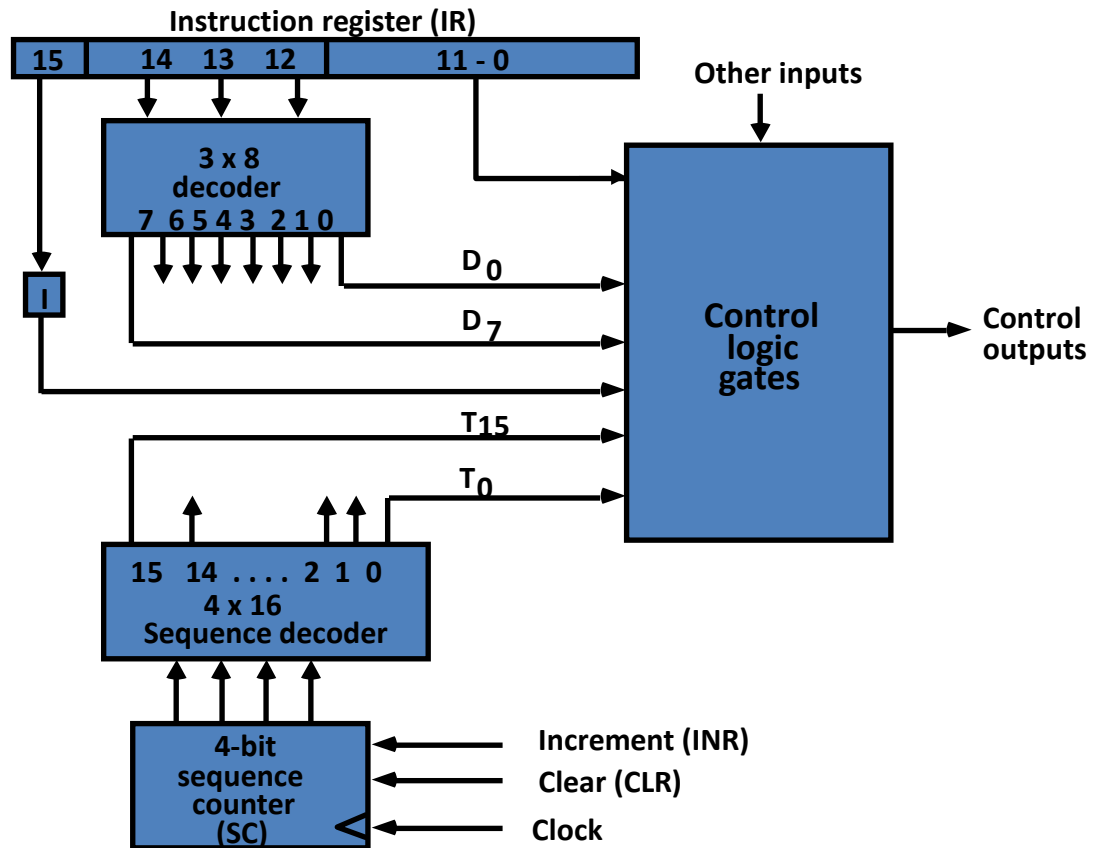 Instruction register (IR)
15 14 13 12 11 - 0
Other inputs
3 x 8
decoder
7 6 5 4 3 2 1 0
D 0
I
D 7
Control
logic
gates
Control
outputs
T15
T0
15 14 . . . . 2 1 0
4 x 16
Sequence decoder
4-bit
sequence
counter
(SC)
Increment (INR)
Clear (CLR)
Clock